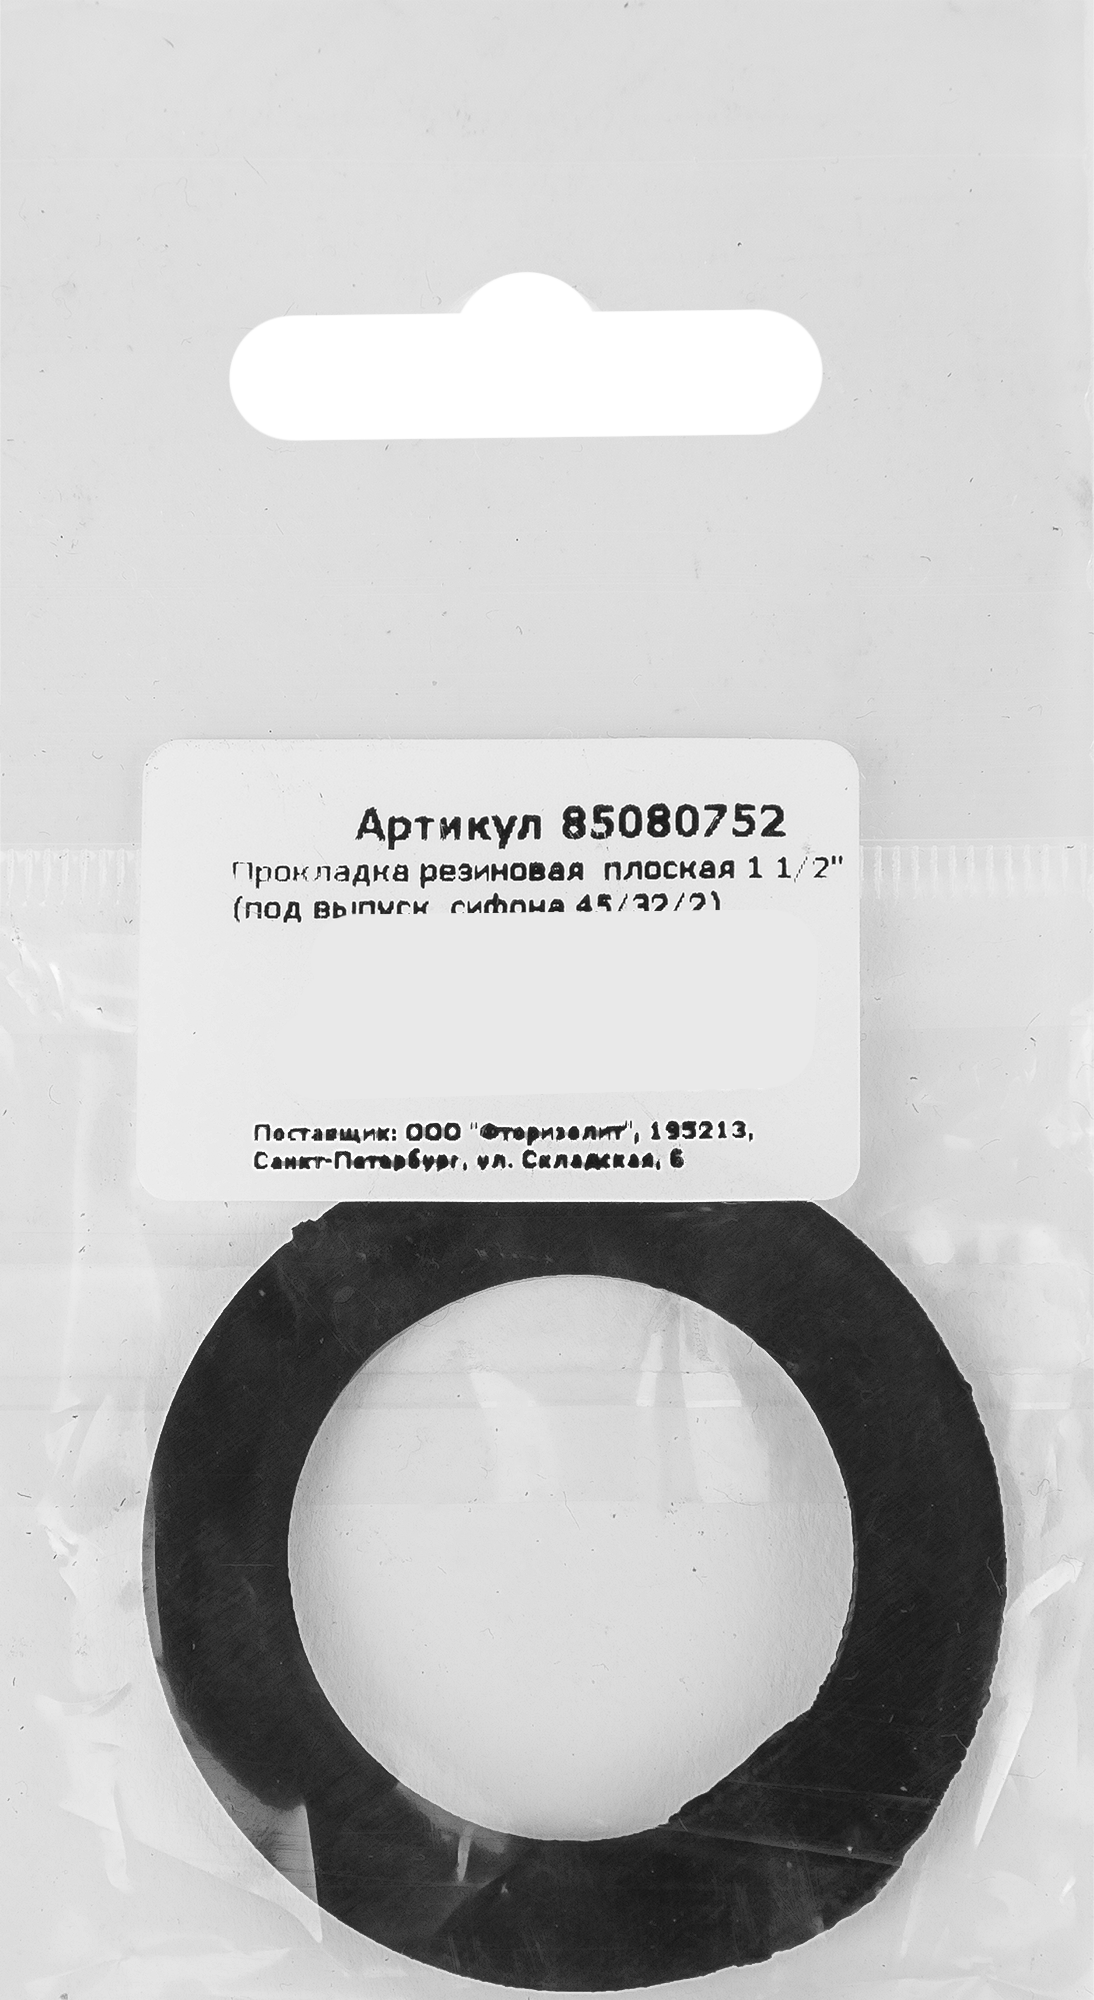 Артикул 85080752
Прокладка резиновая плоская 1 1/2"
(под выпуск сифона 45/32/2)
Поставщик: ООО "Фторизолит", 195213,
Санкт-Петербург, ул. Складская, 6